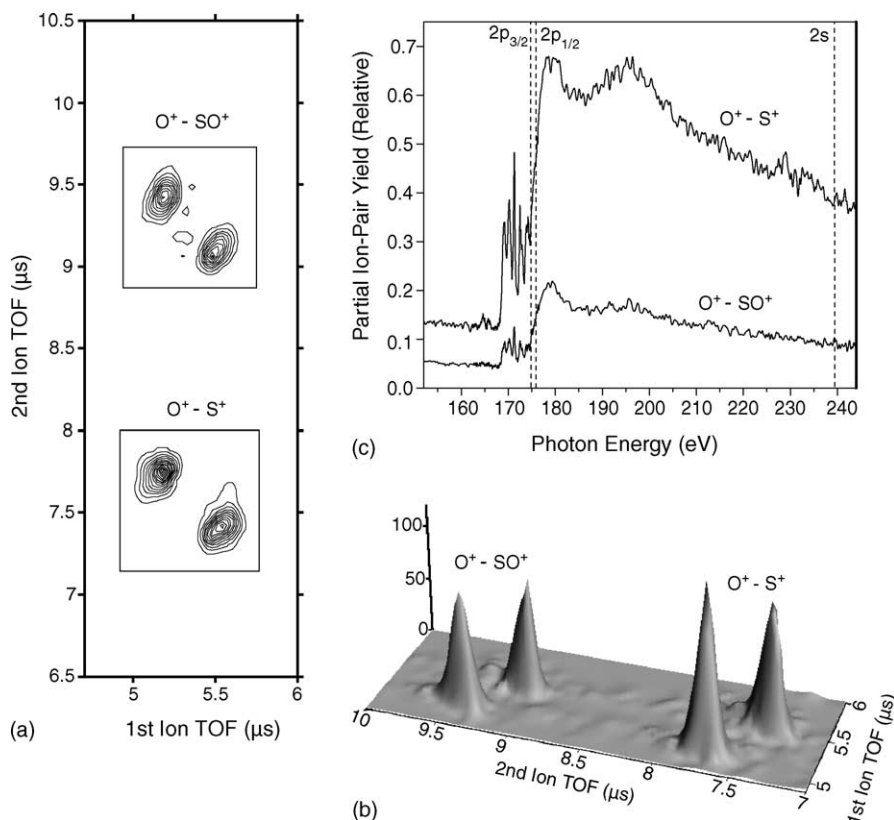 10.5
10
9.5
9
8.5
8
7.5
7
6.5
2nd Ion TOF (µs)
O⁺ - SO⁺
O⁺ - S⁺
5 5.5 6
1st Ion TOF (µs)
(a)
2p₃/₂ 2p₁/₂ 2s
0.7
0.6
0.5
0.4
0.3
0.2
0.1
0.0
Partial Ion-Pair Yield (Relative)
O⁺ - S⁺
O⁺ - SO⁺
160 170 180 190 200 210 220 230 240
Photon Energy (eV)
(c)
100
50
0
O⁺ - SO⁺
O⁺ - S⁺
10 9.5 9 8.5 8 7.5 7
2nd Ion TOF (µs)
6
5.5
5
1st Ion TOF (µs)
(b)